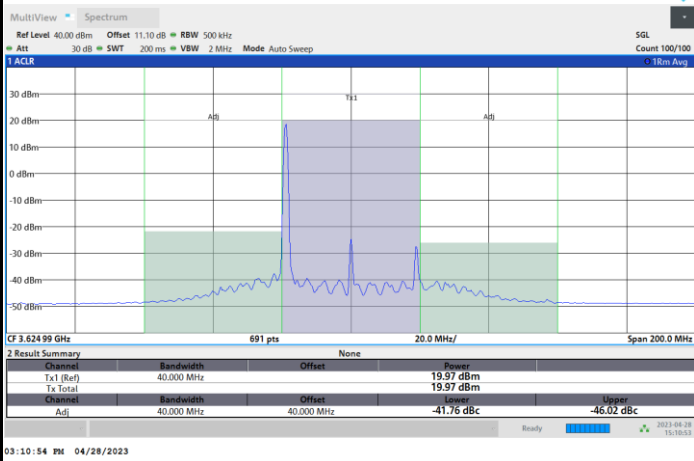 MultiView Spectrum
Ref Level 40.00 dBm Offset 11.10 dB RBW 500 kHz SGL
Att 30 dB SWT 200 ms VBW 2 MHz Mode Auto Sweep Count 100/100
1 ACLR 1Rm Avg
30 dBm
Tx1
20 dBm
Adj Adj
10 dBm
0 dBm
-10 dBm
-20 dBm
-30 dBm
-40 dBm
-50 dBm
CF 3.624 99 GHz 691 pts 20.0 MHz/ Span 200.0 MHz
2 Result Summary None
Channel Bandwidth Offset Power
Tx1 (Ref) 40.000 MHz 19.97 dBm
Tx Total 19.97 dBm
Channel Bandwidth Offset Lower Upper
Adj 40.000 MHz 40.000 MHz -41.76 dBc -46.02 dBc
Ready 2023-04-28
15:10:53
03:10:54 PM 04/28/2023